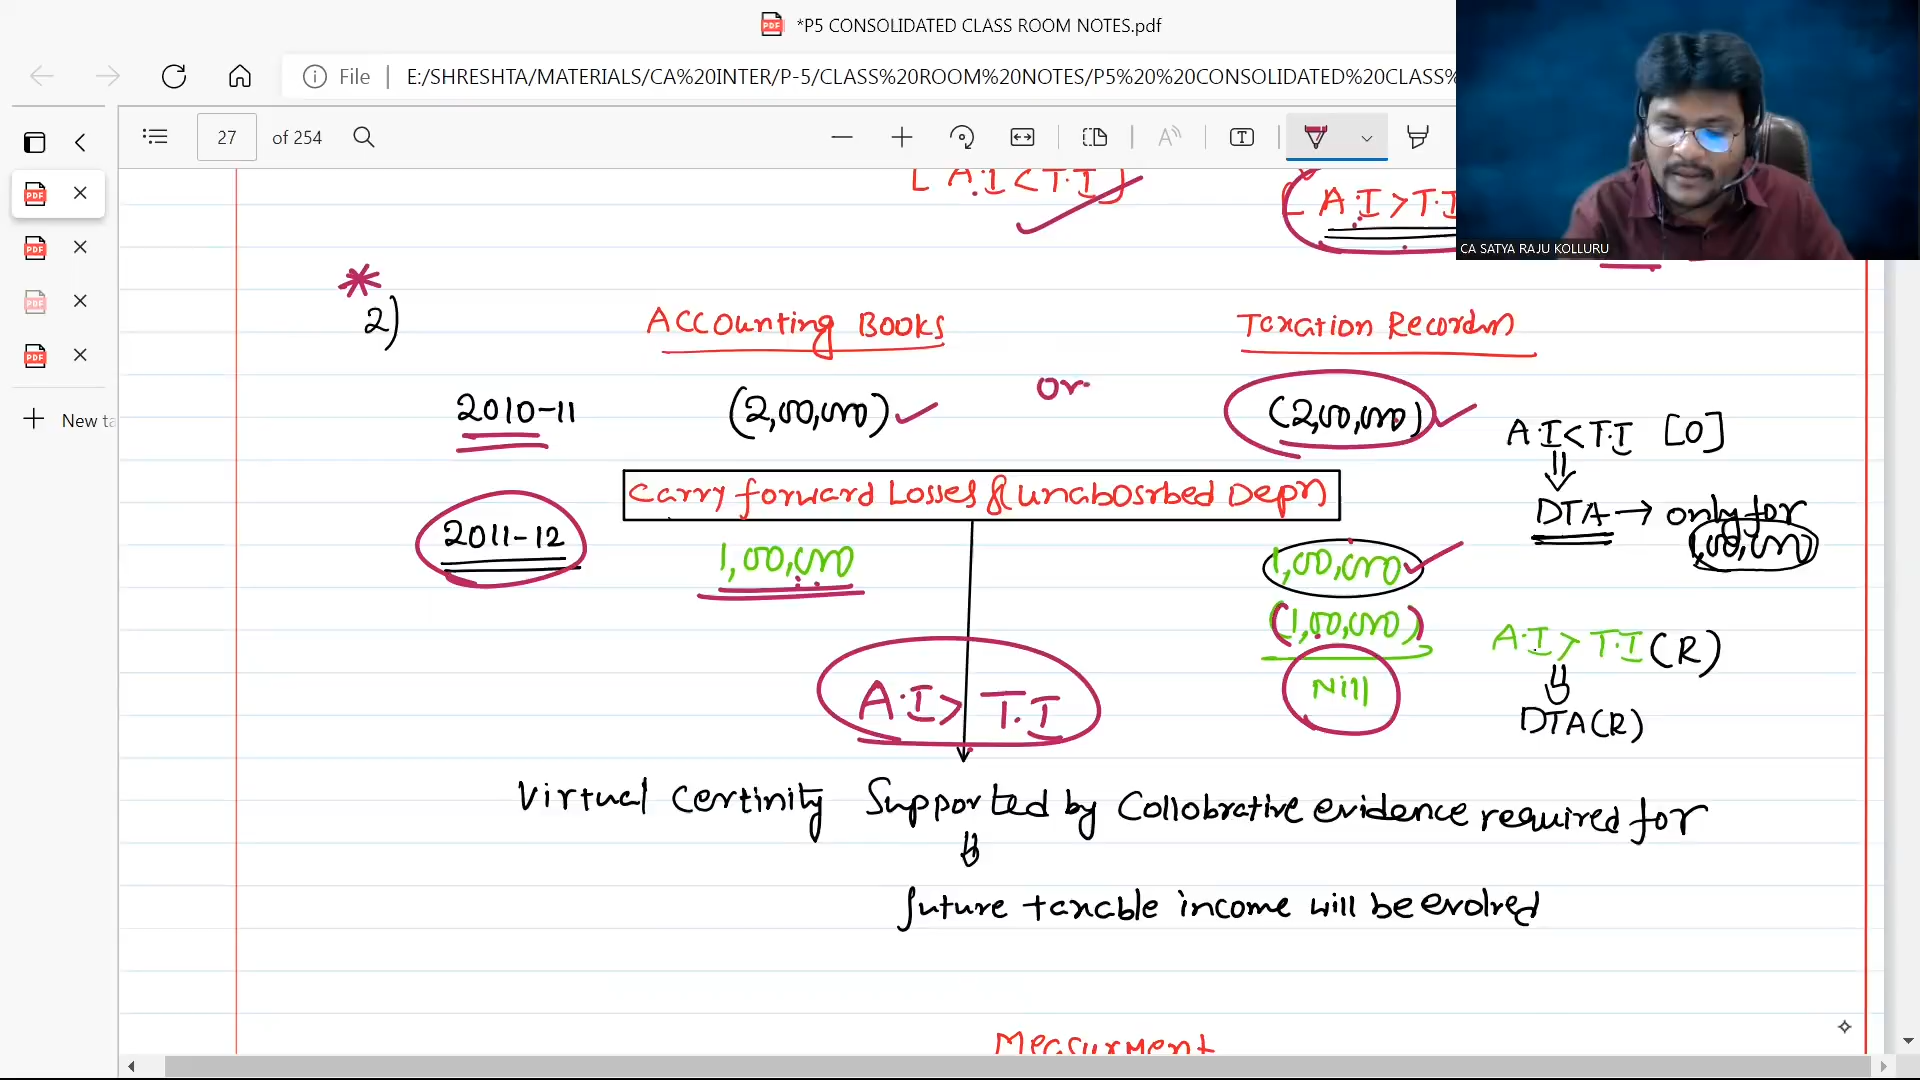 *P5 CONSOLIDATED CLASS ROOM NOTES.pdf
File | E:/SHRESHTA/MATERIALS/CA%20INTER/P-5/CLASS%20ROOM%20NOTES/P5%20%20CONSOLIDATED%20CLASS%
27 of 254
New ta
CA SATYA RAJU KOLLURU
[A.I<T.I]
A.I>T.I
*
2)
Accounting Books
Taxation Records
2010-11
(2,00,000)
or
(2,00,000)
A.I<T.I [O]
Carry forward Losses & unabosrbed Depn
DTA → only for
1,00,000
2011-12
1,00,000
1,00,000
(1,00,000)
Nill
A.I>T.I (R)
DTA(R)
A.I> T.I
Virtual Certinity Supported by Collobrative evidence required for
future taxable income will be evolved
Measurment